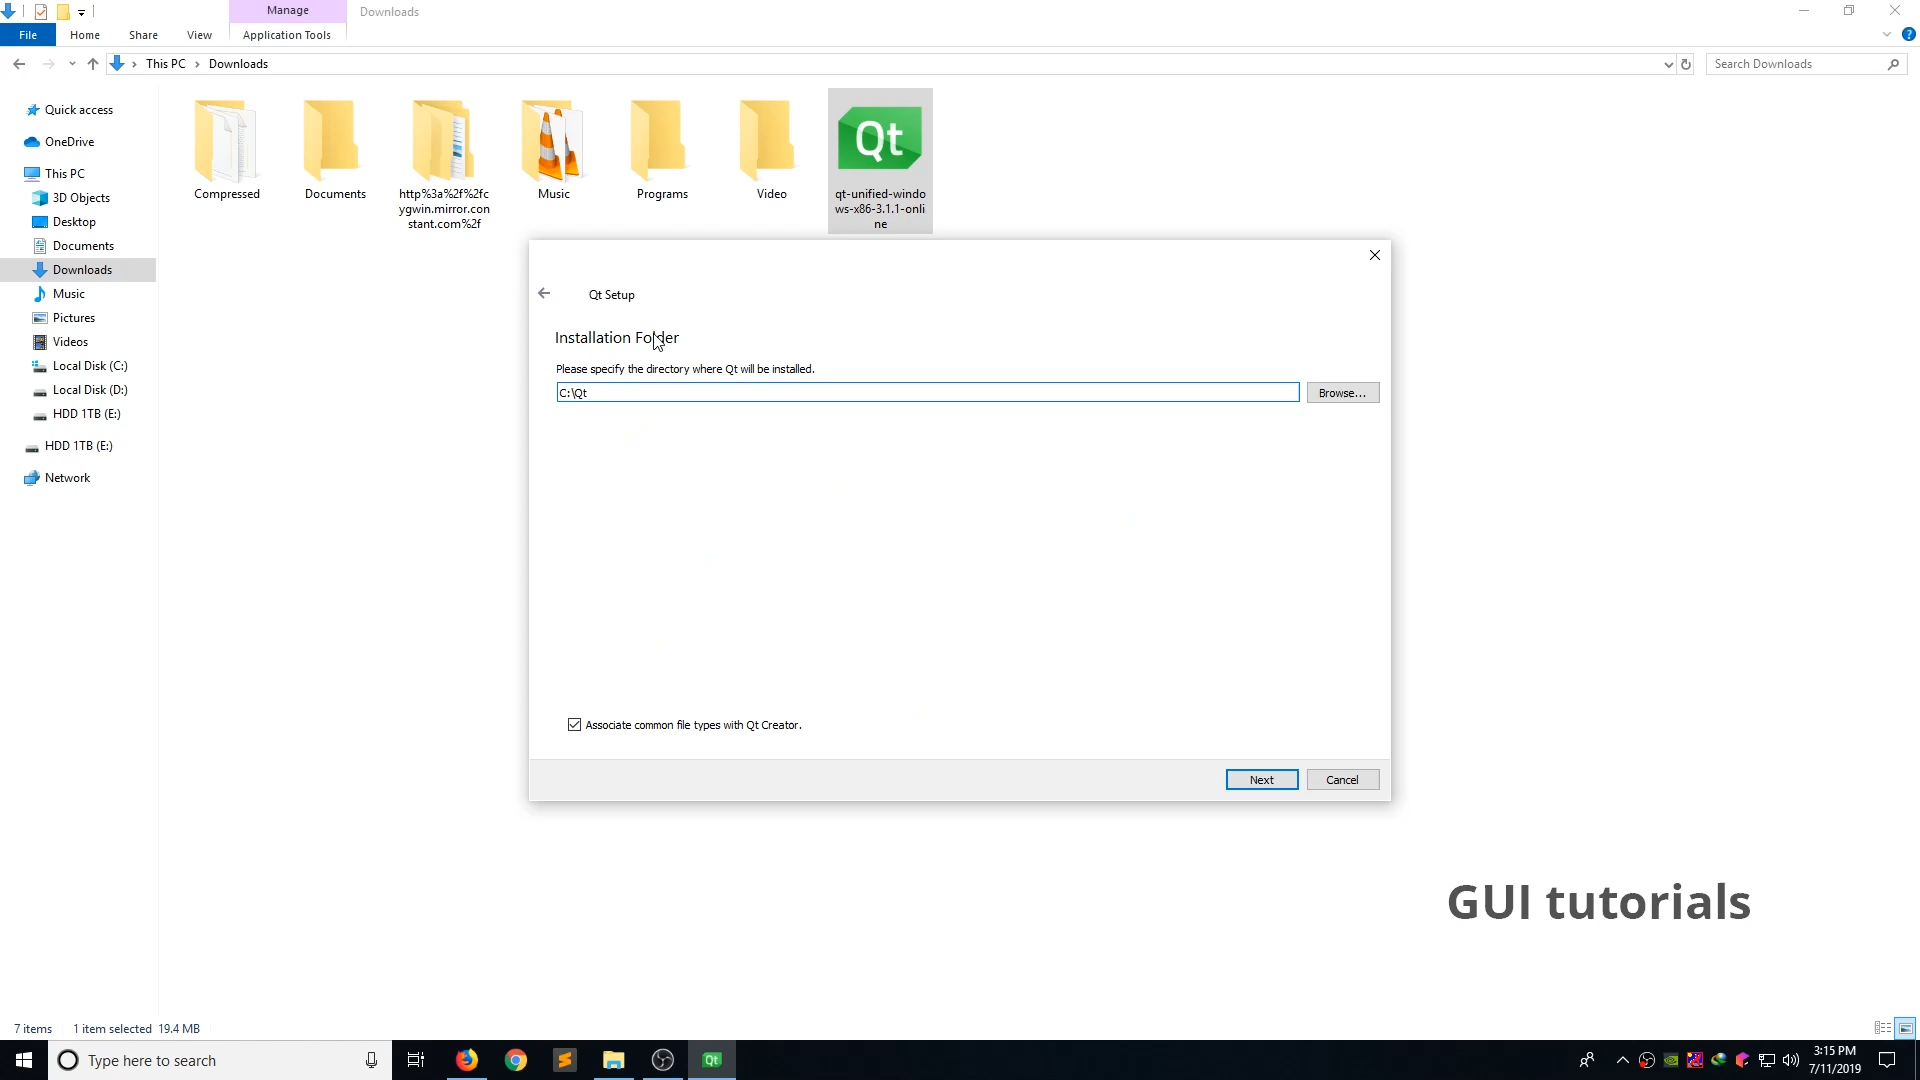 Manage
Downloads
File
Home
Share
View
Application Tools
This PC
Downloads
Search Downloads
Quick access
OneDrive
This PC
3D Objects
Desktop
Documents
Downloads
Music
Pictures
Videos
Local Disk (C:)
Local Disk (D:)
HDD 1TB (E:)
HDD 1TB (E:)
Network
Compressed
Documents
http%3a%2f%2fc
ygwin.mirror.con
stant.com%2f
Music
Programs
Video
Qt
qt-unified-windo
ws-x86-3.1.1-onli
ne
Qt Setup
Installation Folder
Please specify the directory where Qt will be installed.
C:\Qt
Browse...
Associate common file types with Qt Creator.
Next
Cancel
GUI tutorials
7 items
1 item selected 19.4 MB
Type here to search
Qt
3:15 PM
7/11/2019